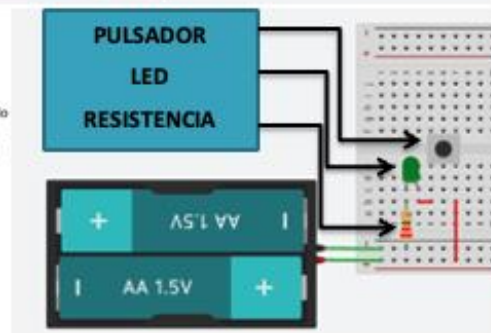 PULSADOR
LED
RESISTENCIA
+ AA 1.5V I
I AA 1.5V +